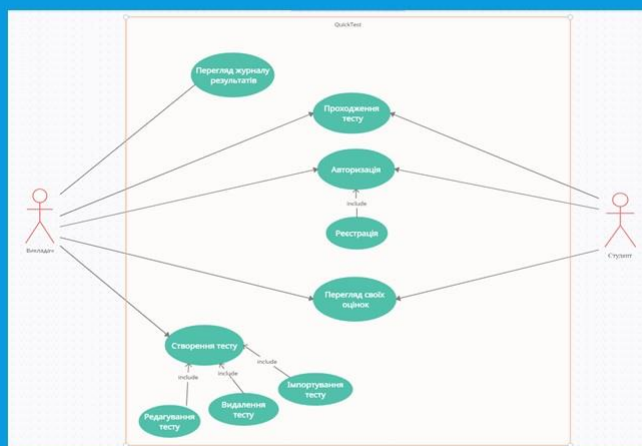 QuickTest
Перегляд журналу
результатів
Проходження
тесту
Авторизація
include
Реєстрація
Викладач
Студент
Перегляд своїх
оцінок
Створення тесту
include
include
include
Імпортування
тесту
Видалення
тесту
Редагування
тесту